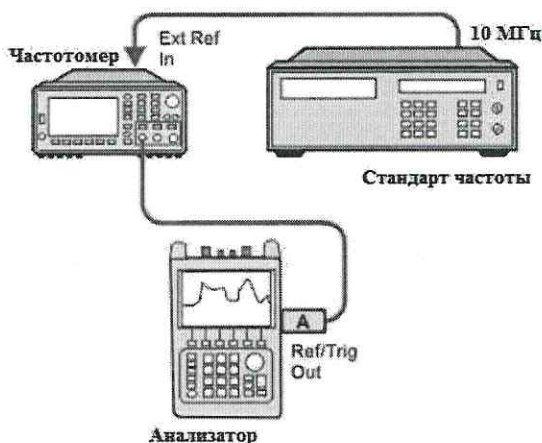 10 МГц
Ext Ref
In
Частотомер
Стандарт частоты
A
Ref/Trig
Out
Анализатор